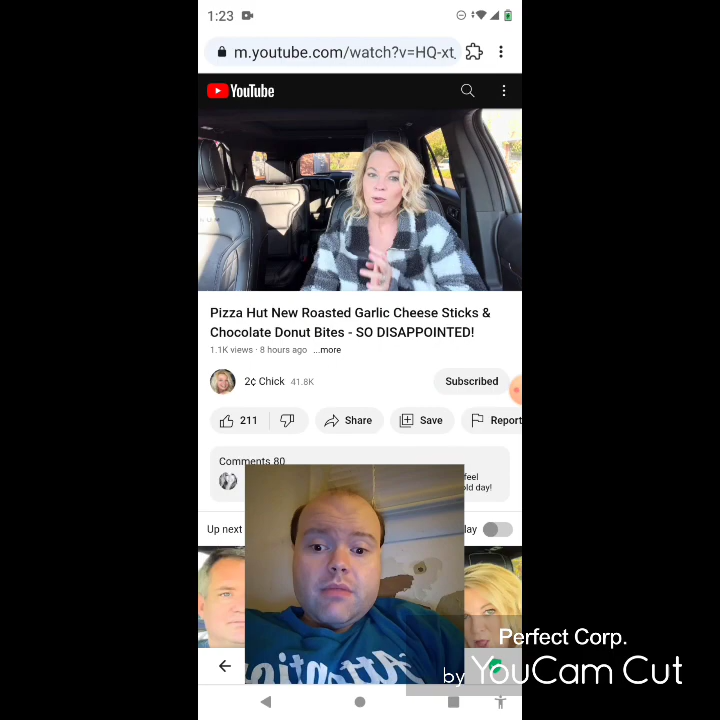 1:23
m.youtube.com/watch?v=HQ-xt_
YouTube
Pizza Hut New Roasted Garlic Cheese Sticks &
Chocolate Donut Bites - SO DISAPPOINTED!
1.1K views · 8 hours ago ...more
2¢ Chick 41.8K
Subscribed
211
Share
Save
Report
Comments 80
feel
old day!
Up next
lay
Perfect Corp.
by YouCam Cut